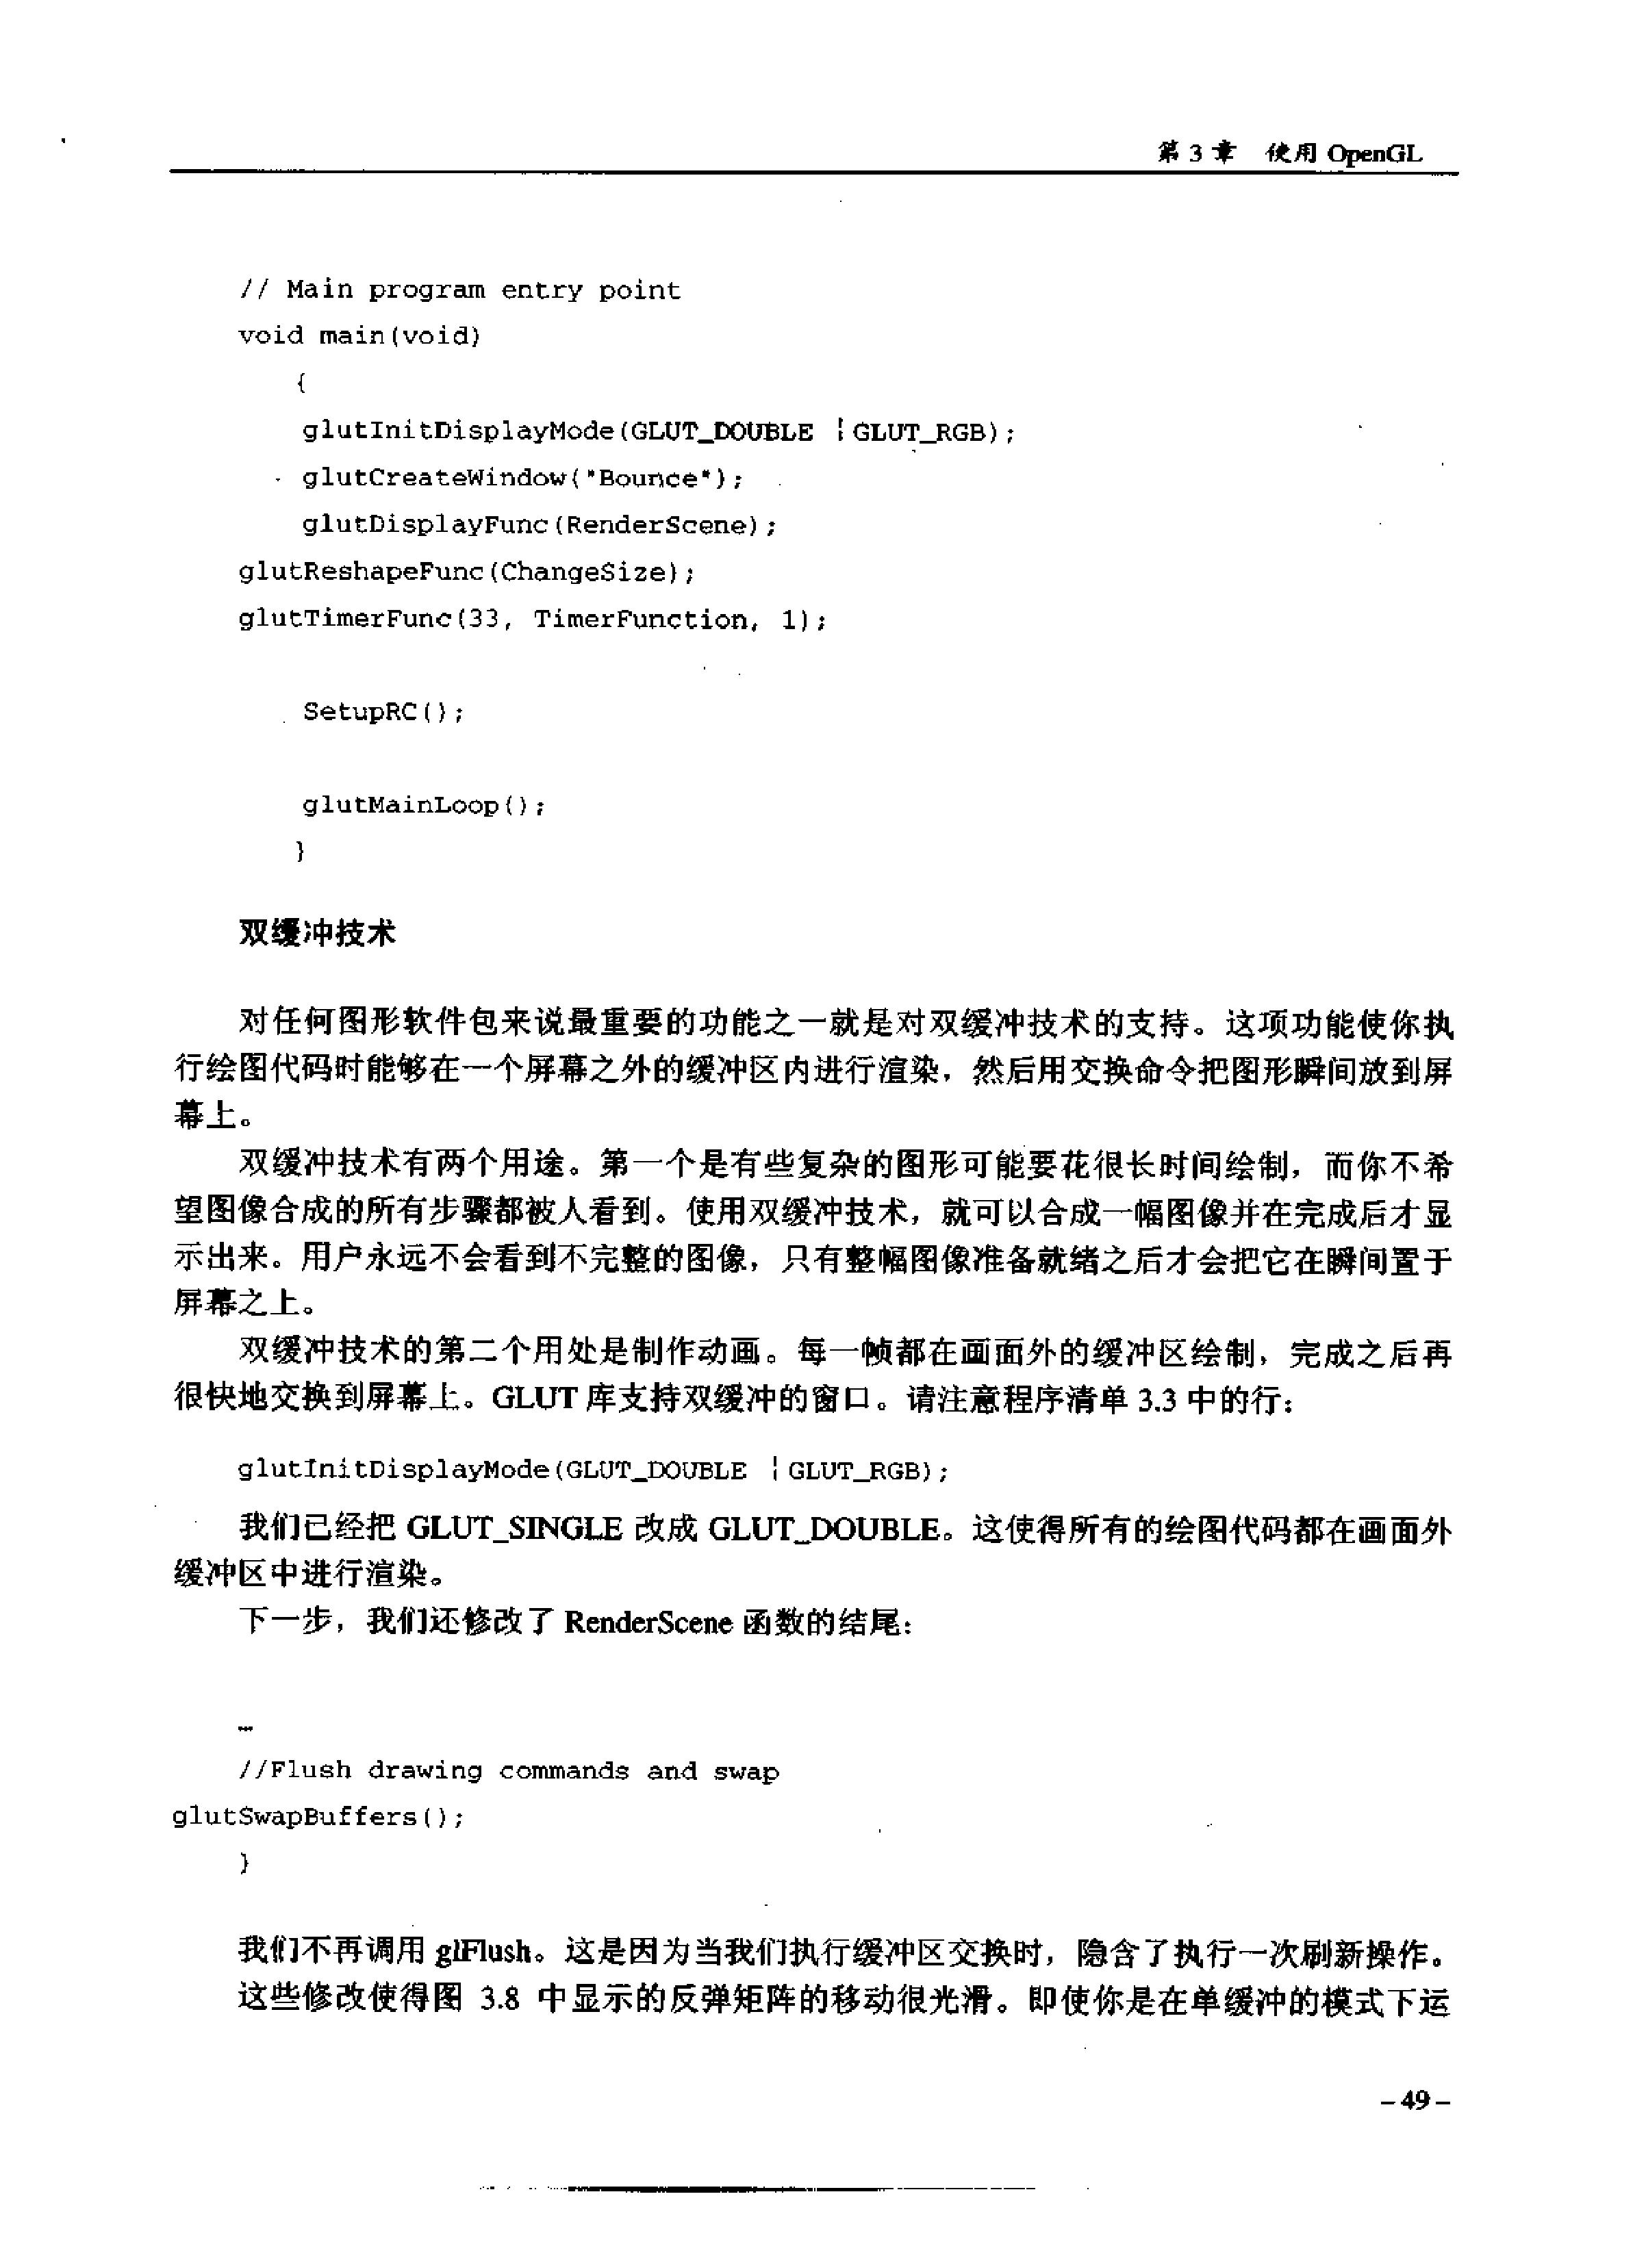 第 3 章　使用 OpenGL
// Main program entry point
void main(void)
{
glutInitDisplayMode(GLUT_DOUBLE ¦ GLUT_RGB);
glutCreateWindow("Bounce");
glutDisplayFunc(RenderScene);
glutReshapeFunc(ChangeSize);
glutTimerFunc(33, TimerFunction, 1);
SetupRC();
glutMainLoop();
}
双缓冲技术
对任何图形软件包来说最重要的功能之一就是对双缓冲技术的支持。这项功能使你执
行绘图代码时能够在一个屏幕之外的缓冲区内进行渲染，然后用交换命令把图形瞬间放到屏
幕上。
双缓冲技术有两个用途。第一个是有些复杂的图形可能要花很长时间绘制，而你不希
望图像合成的所有步骤都被人看到。使用双缓冲技术，就可以合成一幅图像并在完成后才显
示出来。用户永远不会看到不完整的图像，只有整幅图像准备就绪之后才会把它在瞬间置于
屏幕之上。
双缓冲技术的第二个用处是制作动画。每一帧都在画面外的缓冲区绘制，完成之后再
很快地交换到屏幕上。GLUT 库支持双缓冲的窗口。请注意程序清单 3.3 中的行：
glutInitDisplayMode(GLUT_DOUBLE ¦ GLUT_RGB);
我们已经把 GLUT_SINGLE 改成 GLUT_DOUBLE。这使得所有的绘图代码都在画面外
缓冲区中进行渲染。
下一步，我们还修改了 RenderScene 函数的结尾：
…
//Flush drawing commands and swap
glutSwapBuffers();
}
我们不再调用 glFlush。这是因为当我们执行缓冲区交换时，隐含了执行一次刷新操作。
这些修改使得图 3.8 中显示的反弹矩阵的移动很光滑。即使你是在单缓冲的模式下运
– 49 –